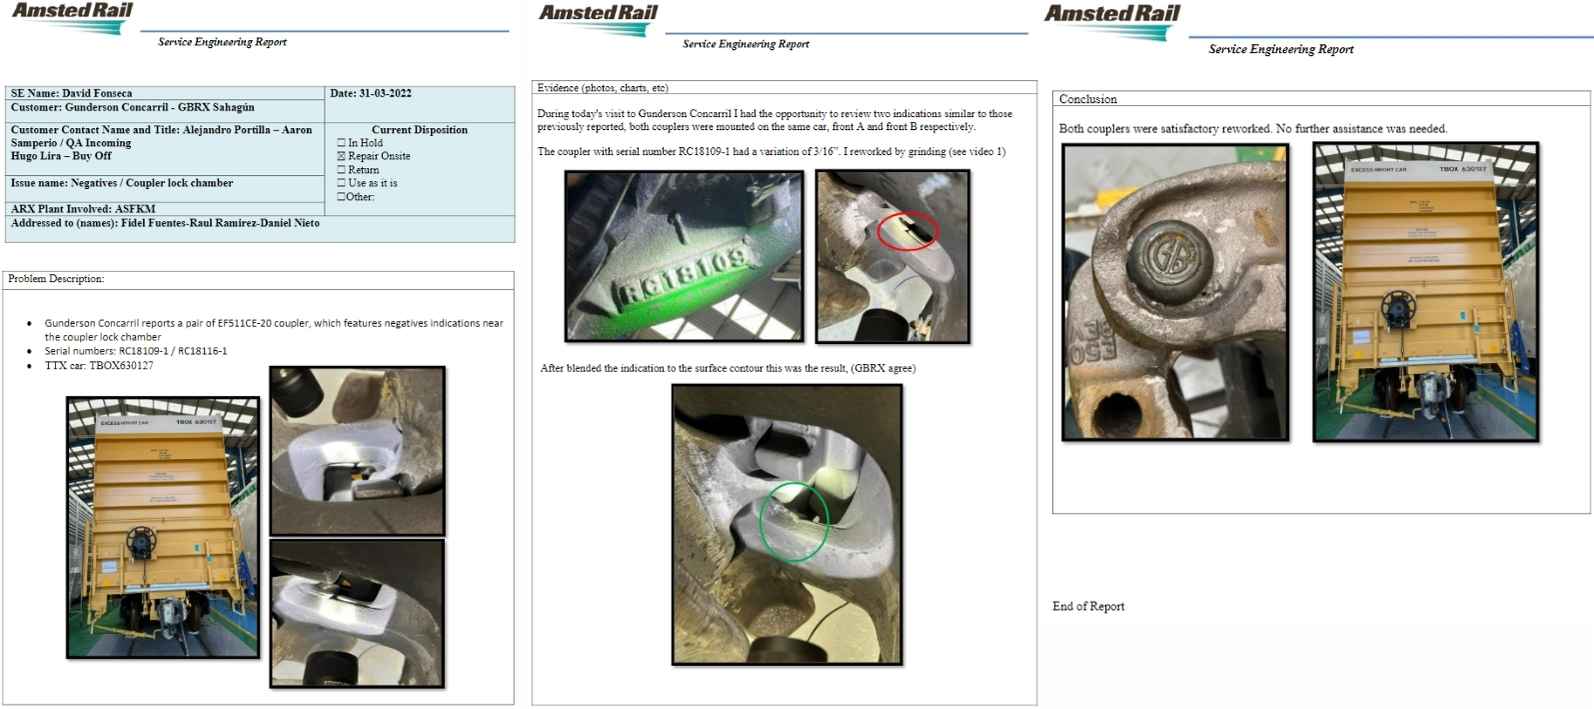 Amsted Rail
Service Engineering Report
SE Name: David Fonseca
Date: 31-03-2022
Customer: Gunderson Concarril - GBRX Sahagún
Customer Contact Name and Title: Alejandro Portilla – Aaron
Samperio / QA Incoming
Hugo Lira – Buy Off
Current Disposition
☐ In Hold
☒ Repair Onsite
☐ Return
☐ Use as it is
☐Other:
Issue name: Negatives / Coupler lock chamber
ARX Plant Involved: ASFKM
Addressed to (names): Fidel Fuentes-Raul Ramirez-Daniel Nieto
Problem Description:
• Gunderson Concarril reports a pair of EF511CE-20 coupler, which features negatives indications near
the coupler lock chamber
• Serial numbers: RC18109-1 / RC18116-1
• TTX car: TBOX630127
EXCESS HEIGHT CAR TBOX 630127
Amsted Rail
Service Engineering Report
Evidence (photos, charts, etc)
During today's visit to Gunderson Concarril I had the opportunity to review two indications similar to those
previously reported, both couplers were mounted on the same car, front A and front B respectively.
The coupler with serial number RC18109-1 had a variation of 3/16”. I reworked by grinding (see video 1)
RC18109
After blended the indication to the surface contour this was the result, (GBRX agree)
Amsted Rail
Service Engineering Report
Conclusion
Both couplers were satisfactory reworked. No further assistance was needed.
GB
EXCESS HEIGHT CAR TBOX 630127
End of Report